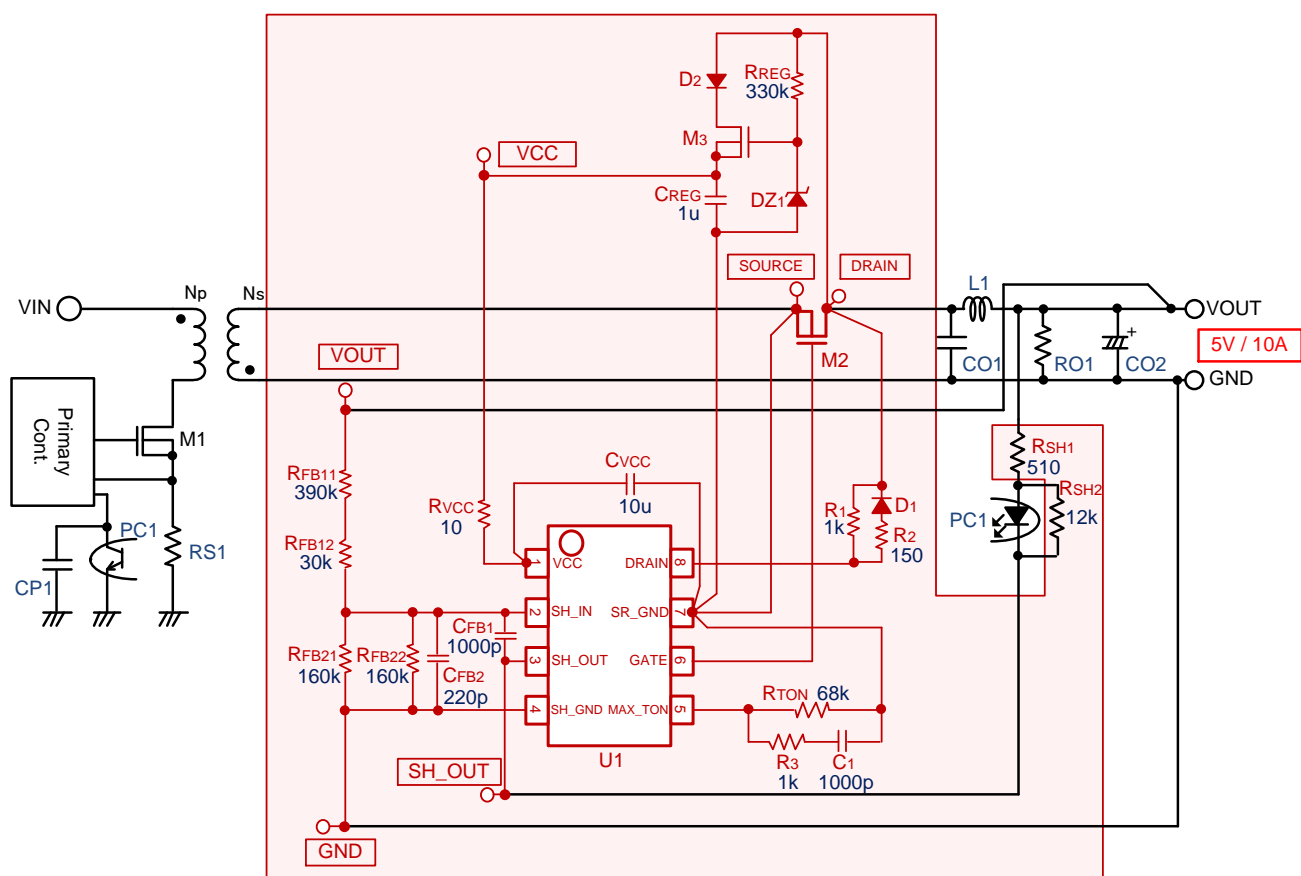 D2
RREG
330k
M3
VCC
CREG
1u
DZ1
SOURCE
DRAIN
L1
VIN
Np
Ns
VOUT
VOUT
5V / 10A
M2
CO1
RO1
+
CO2
GND
Primary
Cont.
M1
RFB11
390k
CVCC
10u
RSH1
510
RSH2
12k
PC1
PC1
RS1
CP1
RVCC
10
R1
1k
D1
R2
150
RFB12
30k
1
VCC
DRAIN
8
2
SH_IN
SR_GND
7
CFB1
1000p
3
SH_OUT
GATE
6
RFB21
160k
RFB22
160k
CFB2
220p
4
SH_GND
MAX_TON
5
RTON
68k
U1
R3
1k
C1
1000p
SH_OUT
GND